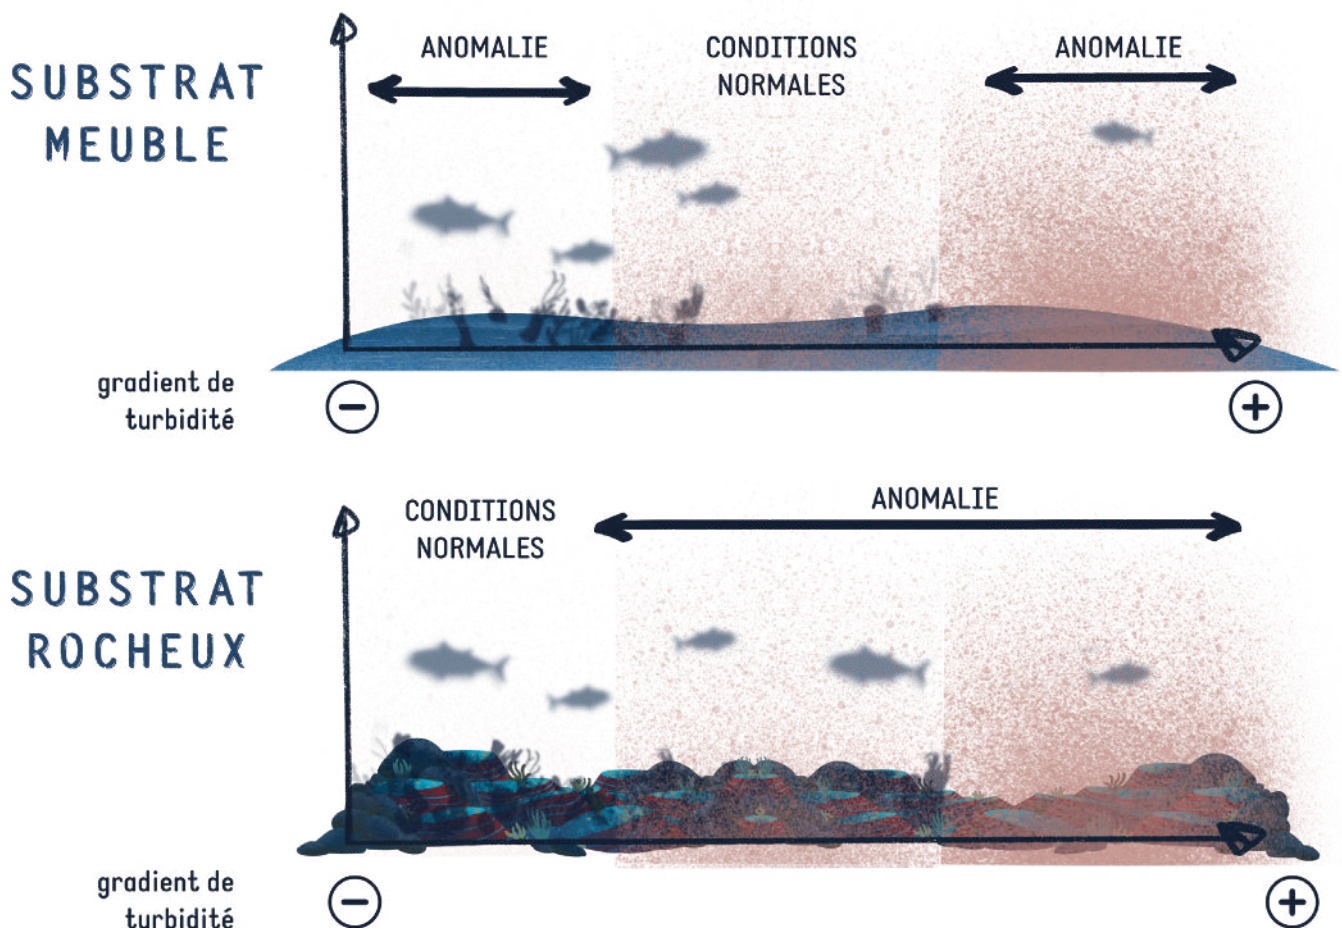 ANOMALIE
CONDITIONS
NORMALES
ANOMALIE
SUBSTRAT
MEUBLE
gradient de
turbidité
−
+
CONDITIONS
NORMALES
ANOMALIE
SUBSTRAT
ROCHEUX
gradient de
turbidité
−
+